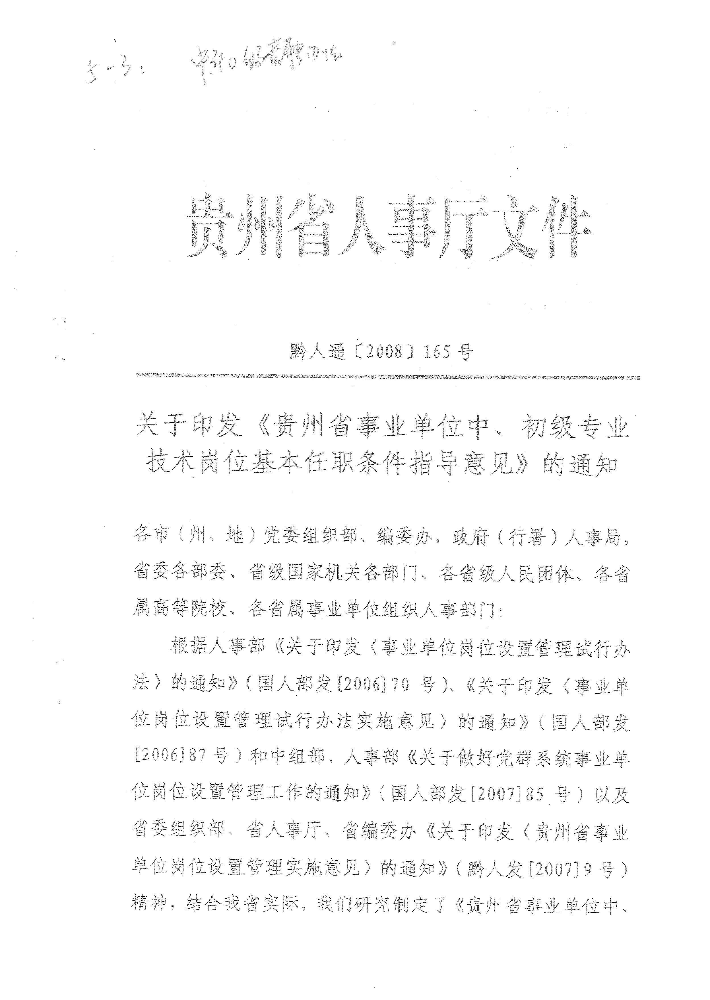 5-3：
贵州省人事厅文件
黔人通〔2008〕165号
关于印发《贵州省事业单位中、初级专业
技术岗位基本任职条件指导意见》的通知
各市（州、地）党委组织部、编委办，政府（行署）人事局，
省委各部委、省级国家机关各部门、各省级人民团体、各省
属高等院校、各省属事业单位组织人事部门：
根据人事部《关于印发〈事业单位岗位设置管理试行办
法〉的通知》（国人部发[2006]70 号）、《关于印发〈事业单
位岗位设置管理试行办法实施意见〉的通知》（国人部发
[2006]87 号）和中组部、人事部《关于做好党群系统事业单
位岗位设置管理工作的通知》（国人部发[2007]85 号）以及
省委组织部、省人事厅、省编委办《关于印发〈贵州省事业
单位岗位设置管理实施意见〉的通知》（黔人发[2007]9 号）
精神，结合我省实际，我们研究制定了《贵州省事业单位中、